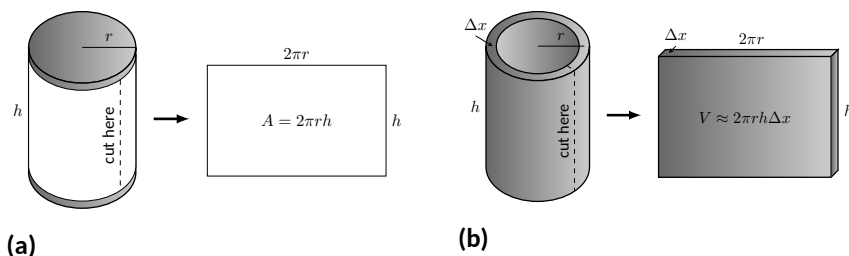 r
h
cut here
2πr
A = 2πrh
h
(a)
Δx
r
h
cut here
Δx
2πr
V ≈ 2πrhΔx
h
(b)